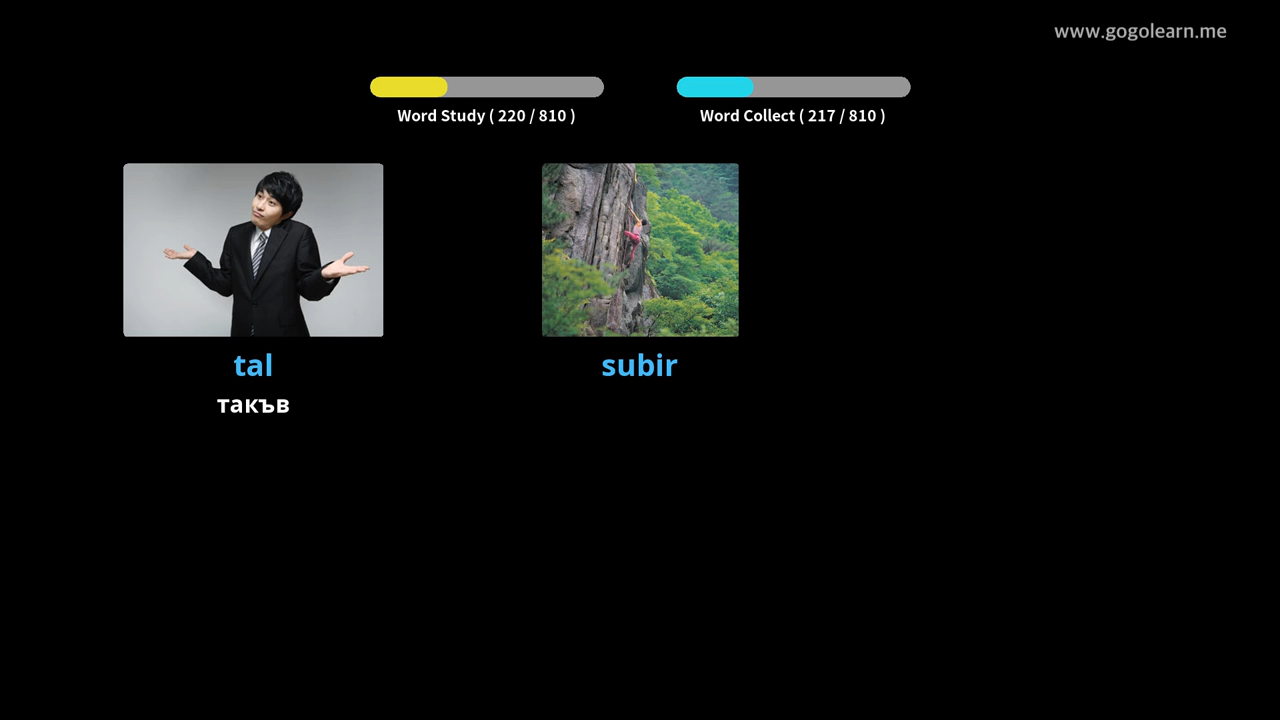 www.gogolearn.me
Word Study ( 220 / 810 )
Word Collect ( 217 / 810 )
tal
subir
такъв